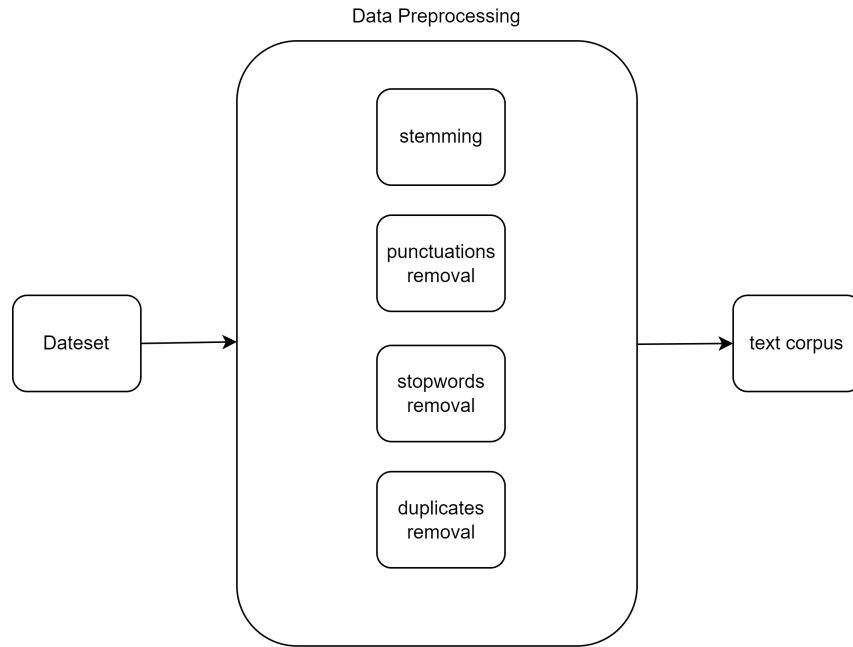 Data Preprocessing
stemming
punctuations
removal
Dateset
stopwords
removal
text corpus
duplicates
removal